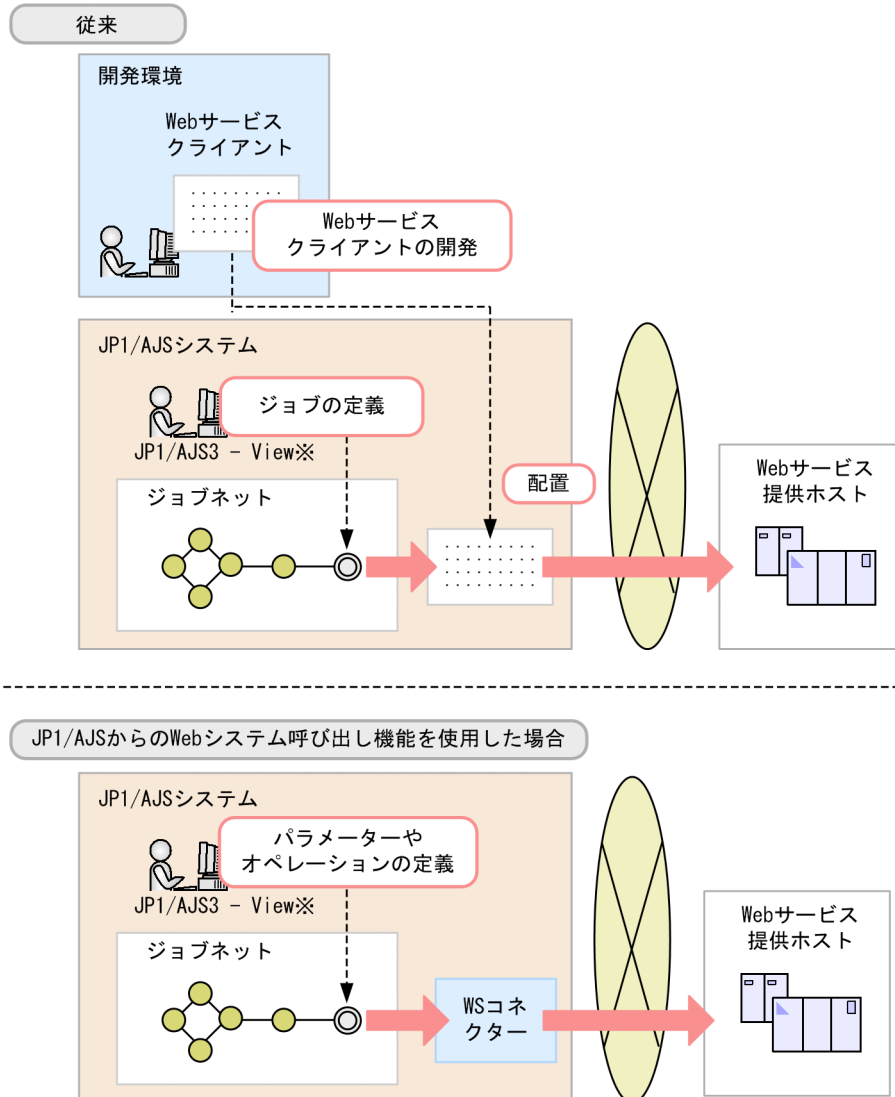 従来
開発環境
Webサービス
クライアント
Webサービス
クライアントの開発
JP1/AJSシステム
ジョブの定義
JP1/AJS3 - View※
ジョブネット
配置
Webサービス
提供ホスト
JP1/AJSからのWebシステム呼び出し機能を使用した場合
JP1/AJSシステム
パラメーターや
オペレーションの定義
JP1/AJS3 - View※
ジョブネット
WSコネ
クター
Webサービス
提供ホスト